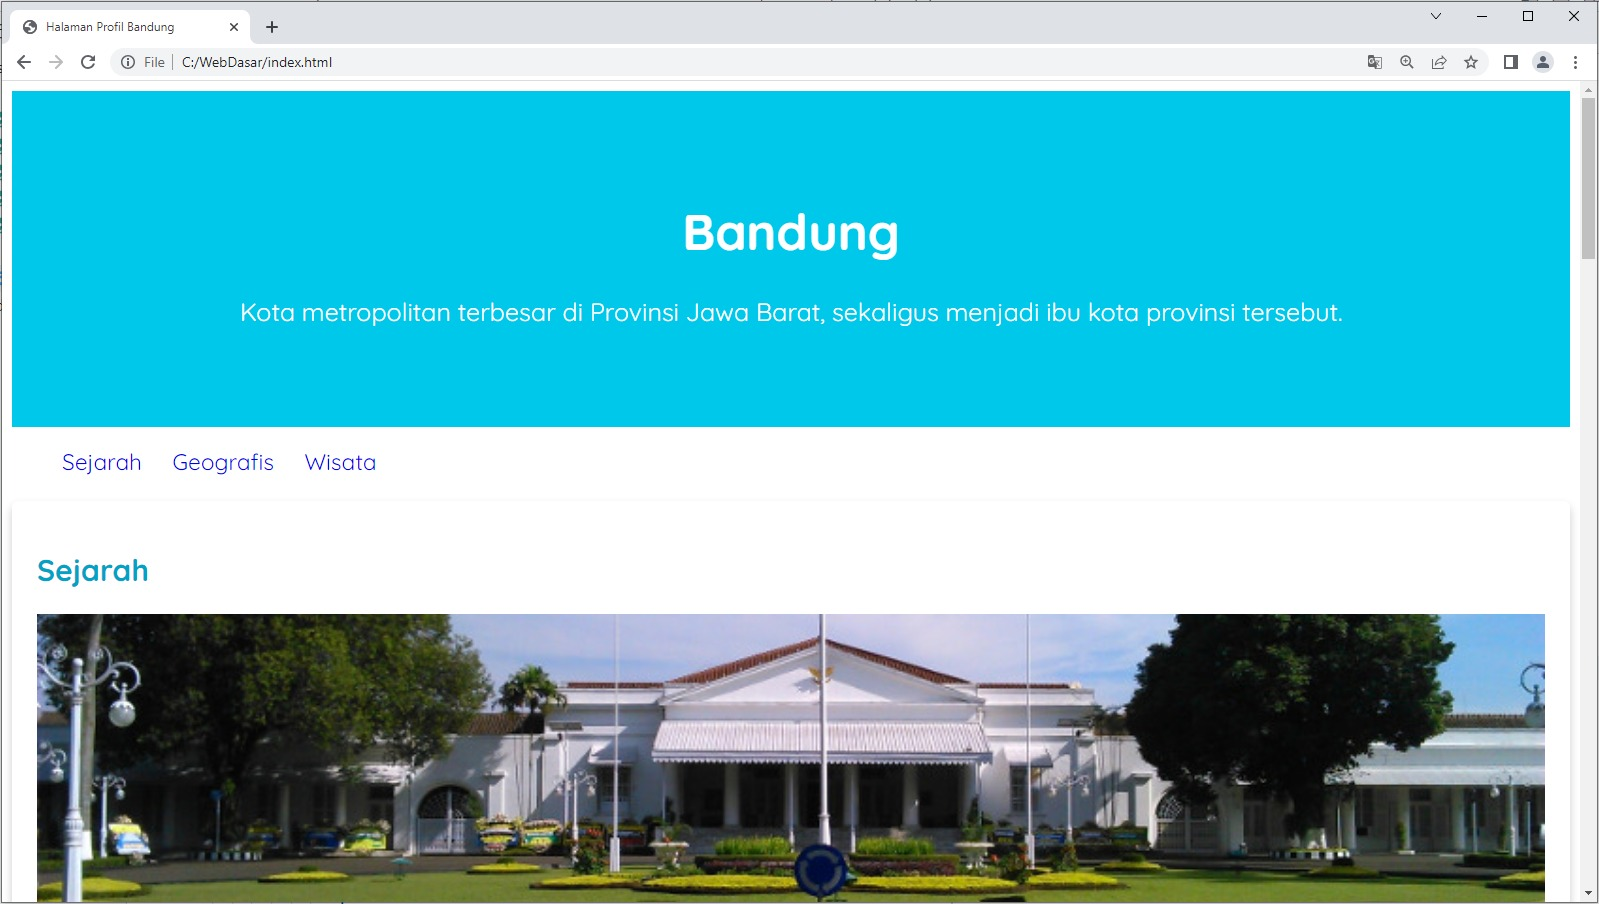 Halaman Profil Bandung
File
C:/WebDasar/index.html
Bandung
Kota metropolitan terbesar di Provinsi Jawa Barat, sekaligus menjadi ibu kota provinsi tersebut.
Sejarah Geografis Wisata
Sejarah